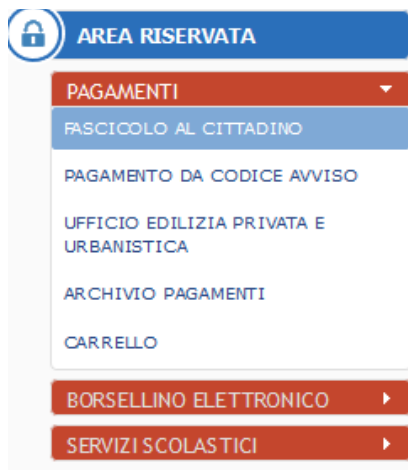 AREA RISERVATA
PAGAMENTI
FASCICOLO AL CITTADINO
PAGAMENTO DA CODICE AVVISO
UFFICIO EDILIZIA PRIVATA E
URBANISTICA
ARCHIVIO PAGAMENTI
CARRELLO
BORSELLINO ELETTRONICO
SERVIZI SCOLASTICI